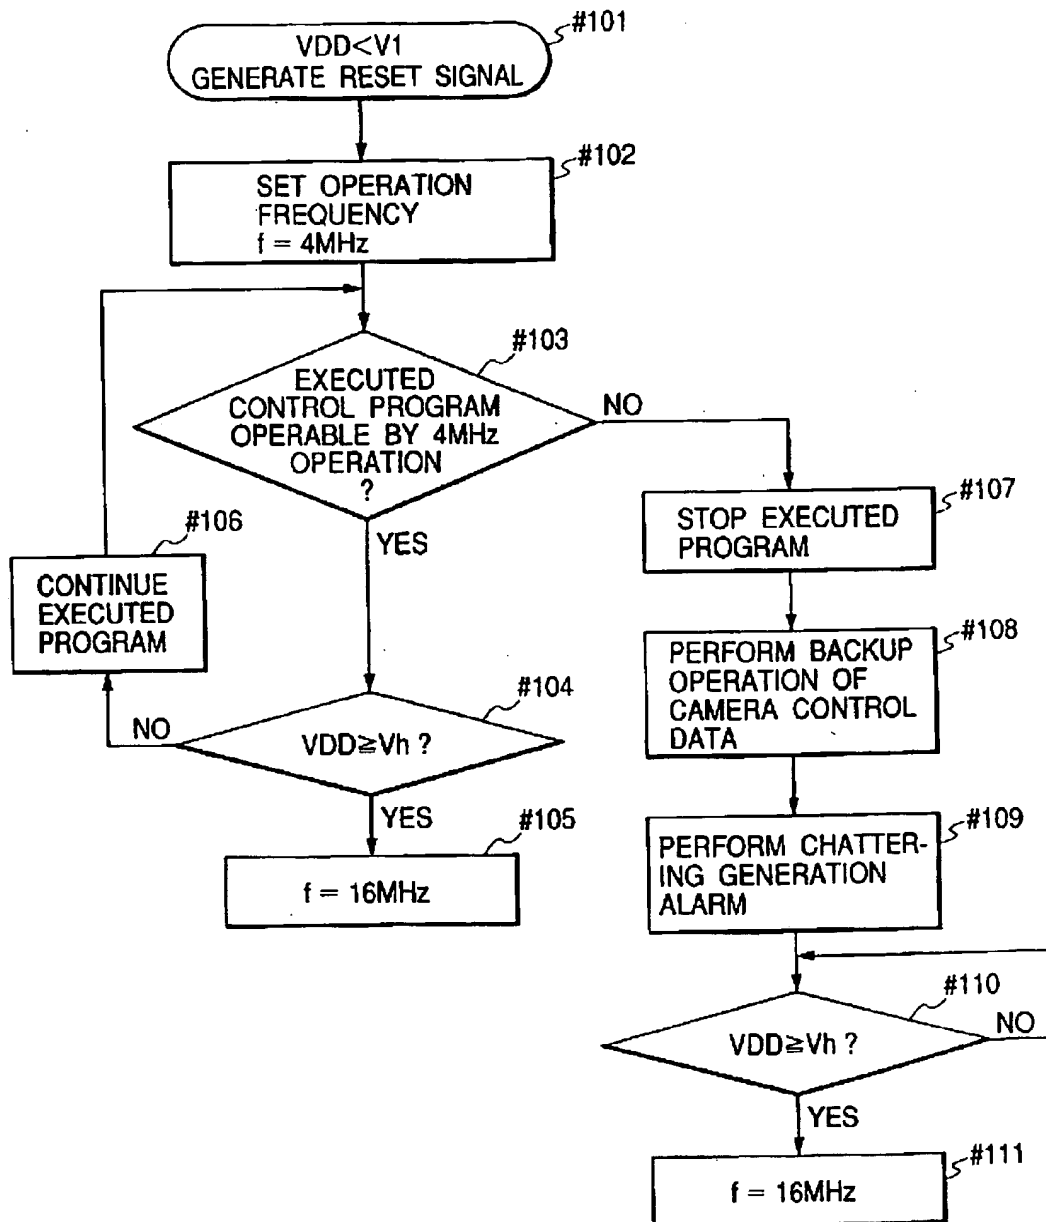 #101
VDD<V1
GENERATE RESET SIGNAL
#102
SET OPERATION
FREQUENCY
f = 4MHz
#103
EXECUTED
CONTROL PROGRAM
OPERABLE BY 4MHz
OPERATION
?
NO
YES
#106
CONTINUE
EXECUTED
PROGRAM
#104
NO
VDD≧Vh ?
YES
#105
f = 16MHz
#107
STOP EXECUTED
PROGRAM
#108
PERFORM BACKUP
OPERATION OF
CAMERA CONTROL
DATA
#109
PERFORM CHATTER-
ING GENERATION
ALARM
#110
VDD≧Vh ?
NO
YES
#111
f = 16MHz